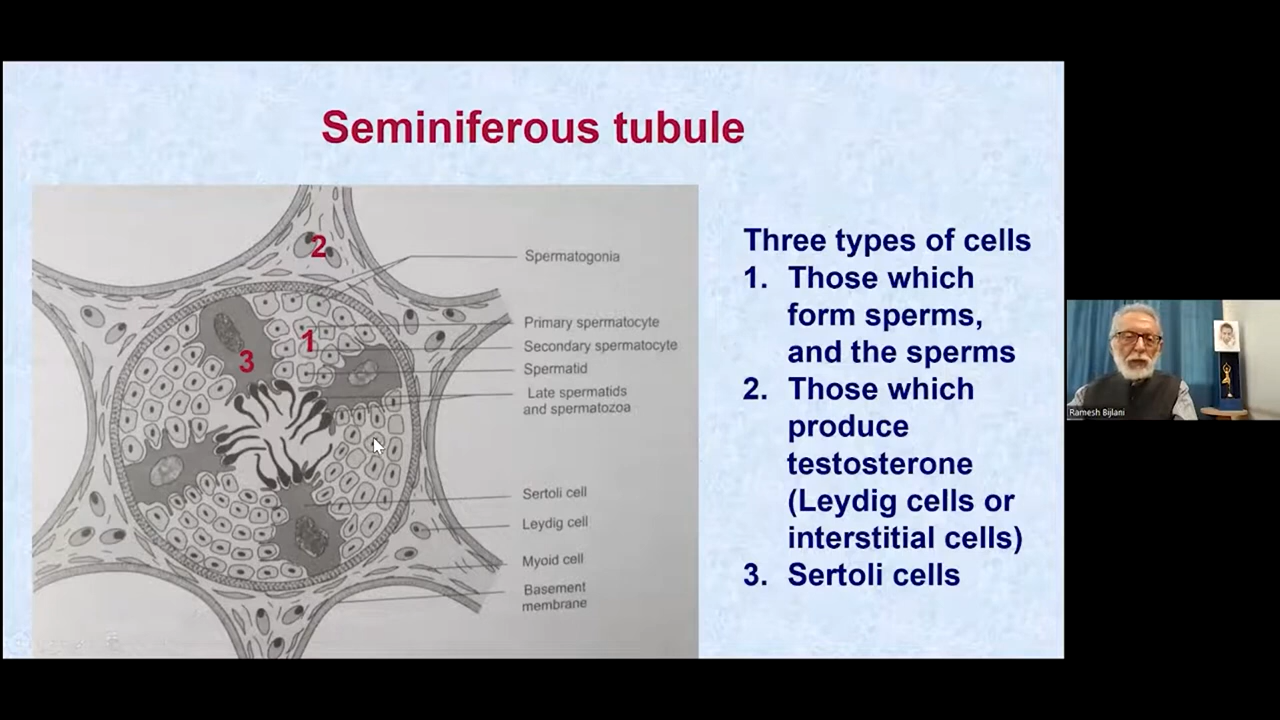 Seminiferous tubule
2
1
3
Spermatogonia
Primary spermatocyte
Secondary spermatocyte
Spermatid
Late spermatids
and spermatozoa
Sertoli cell
Leydig cell
Myoid cell
Basement
membrane
Three types of cells
1. Those which
form sperms,
and the sperms
2. Those which
produce
testosterone
(Leydig cells or
interstitial cells)
3. Sertoli cells
Ramesh Bijlani